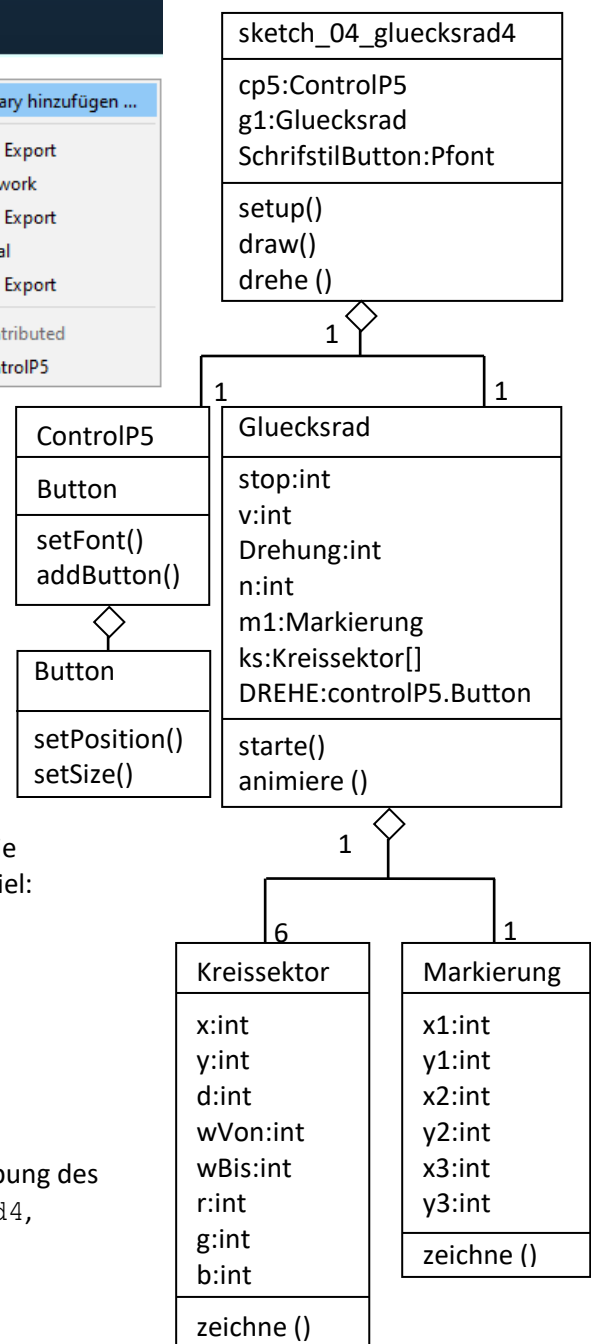 ary hinzufügen ...
Export
work
Export
al
Export
tributed
trolP5
sketch_04_gluecksrad4
cp5:ControlP5
g1:Gluecksrad
SchrifstilButton:Pfont
setup()
draw()
drehe ()
1
1
1
ControlP5
Button
setFont()
addButton()
Button
setPosition()
setSize()
Gluecksrad
stop:int
v:int
Drehung:int
n:int
m1:Markierung
ks:Kreissektor[]
DREHE:controlP5.Button
starte()
animiere ()
1
e
iel:
6
1
Kreissektor
x:int
y:int
d:int
wVon:int
wBis:int
r:int
g:int
b:int
zeichne ()
Markierung
x1:int
y1:int
x2:int
y2:int
x3:int
y3:int
zeichne ()
bung des
d4,